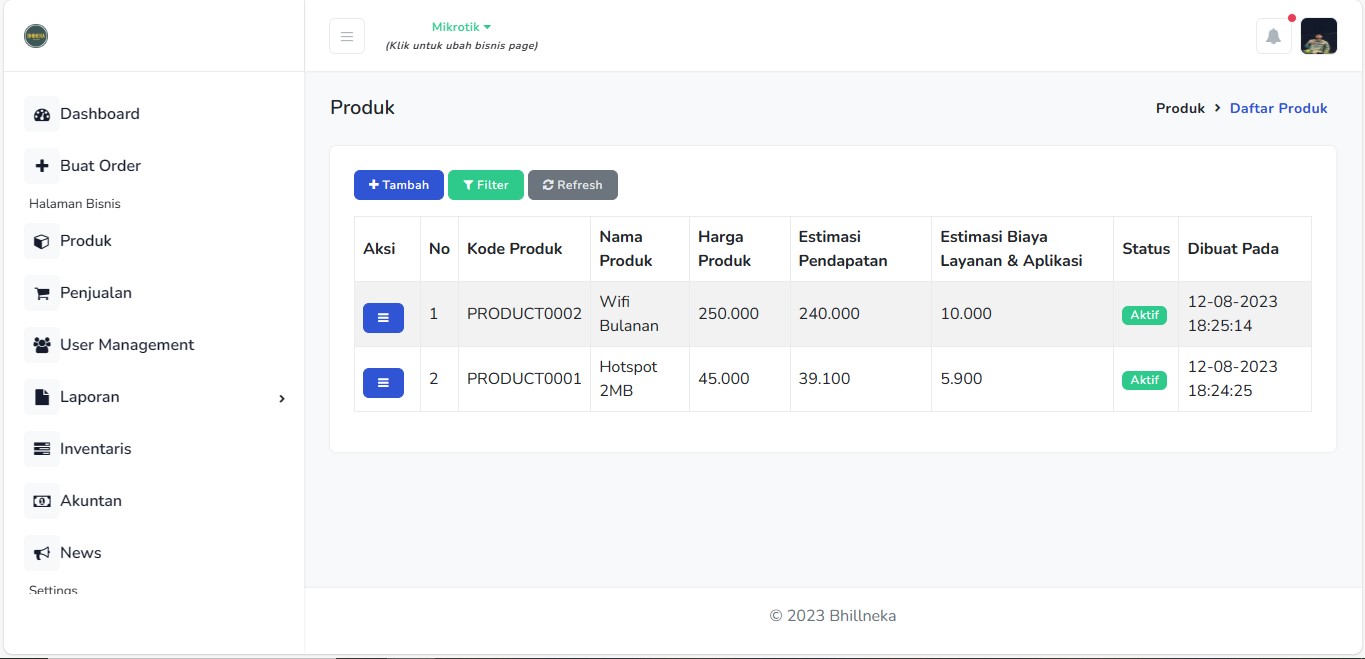 Mikrotik
(Klik untuk ubah bisnis page)
Dashboard
Buat Order
Halaman Bisnis
Produk
Penjualan
User Management
Laporan
Inventaris
Akuntan
News
Settings
Produk
Produk > Daftar Produk
Tambah Filter Refresh
Aksi No Kode Produk Nama Produk Harga Produk Estimasi Pendapatan Estimasi Biaya Layanan & Aplikasi Status Dibuat Pada
1 PRODUCT0002 Wifi Bulanan 250.000 240.000 10.000 Aktif 12-08-2023 18:25:14
2 PRODUCT0001 Hotspot 2MB 45.000 39.100 5.900 Aktif 12-08-2023 18:24:25
© 2023 Bhillneka